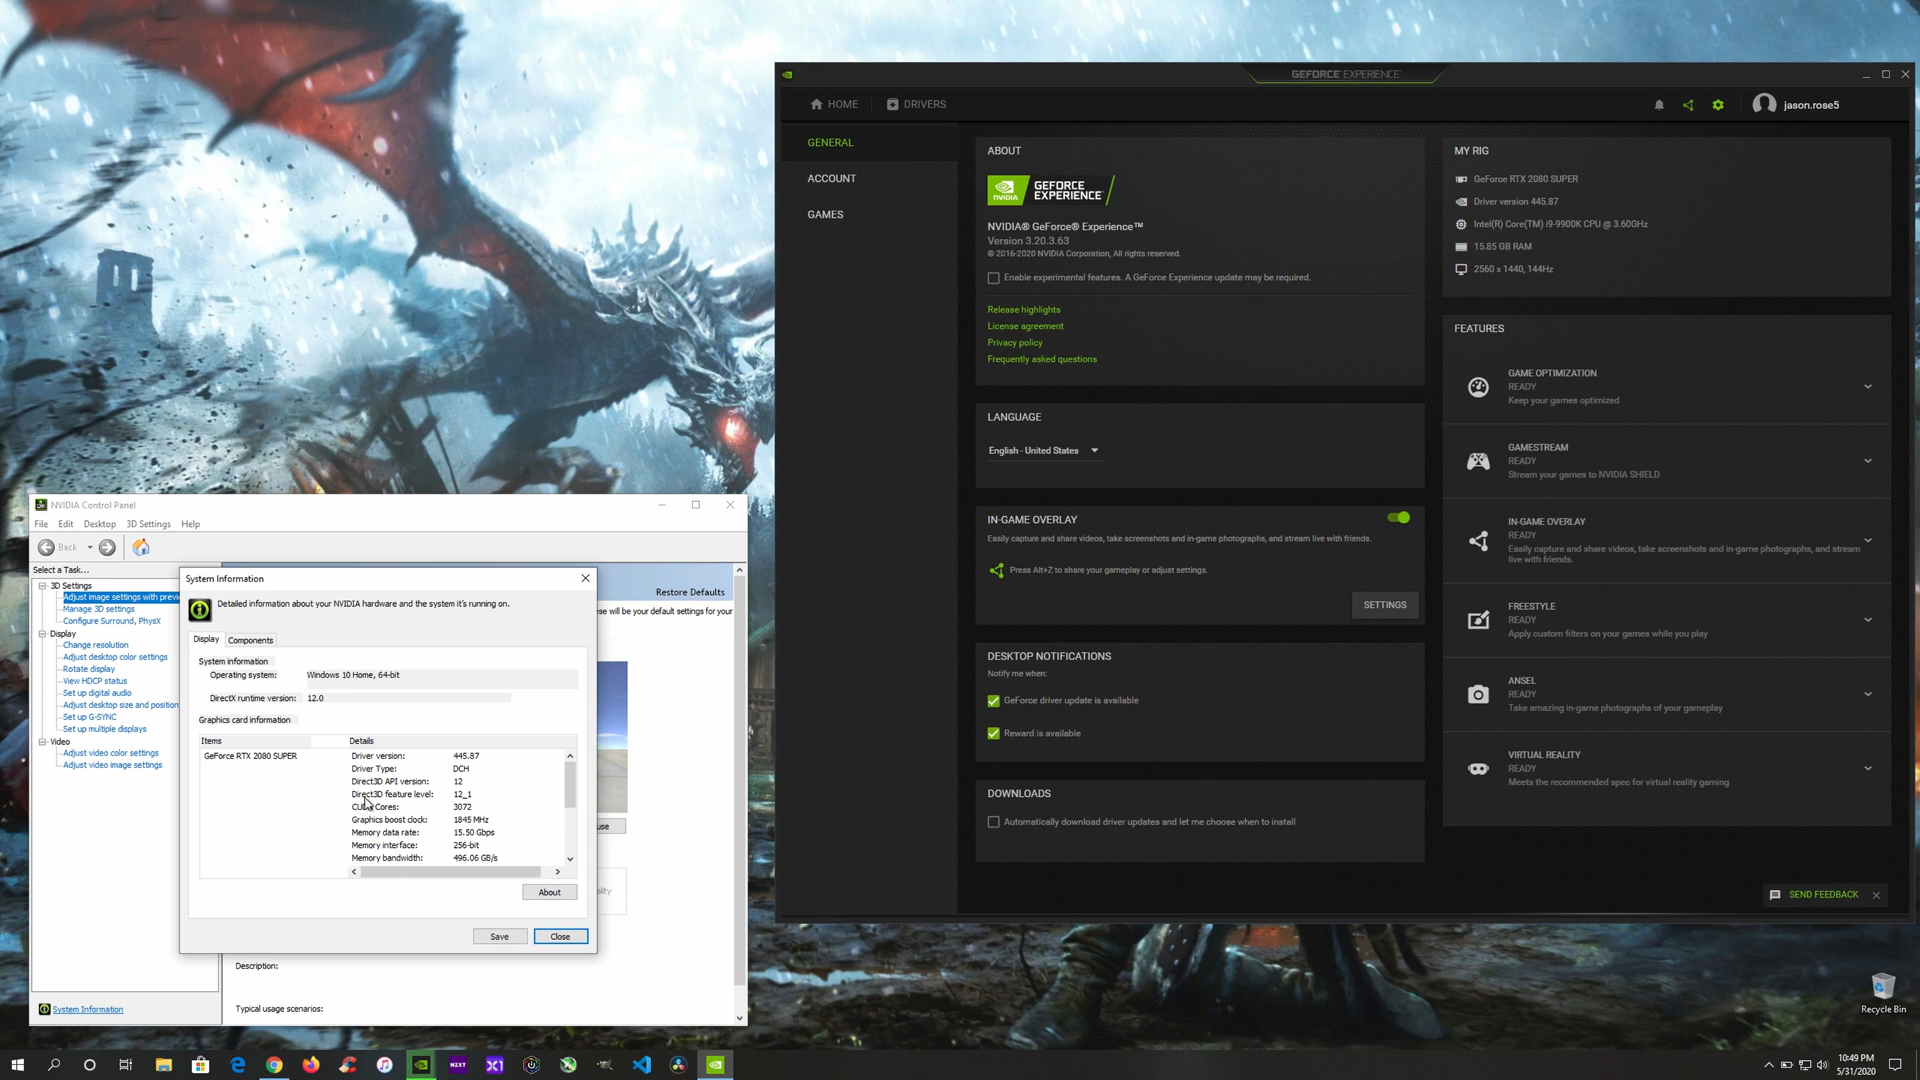 GEFORCE EXPERIENCE
HOME
DRIVERS
jason.rose5
GENERAL
ACCOUNT
GAMES
ABOUT
NVIDIA
GEFORCE
EXPERIENCE
NVIDIA® GeForce® Experience™
Version 3.20.3.63
© 2016-2020 NVIDIA Corporation, All rights reserved.
Enable experimental features. A GeForce Experience update may be required.
Release highlights
License agreement
Privacy policy
Frequently asked questions
LANGUAGE
English - United States
IN-GAME OVERLAY
Easily capture and share videos, take screenshots and in-game photographs, and stream live with friends.
Press Alt+Z to share your gameplay or adjust settings.
SETTINGS
DESKTOP NOTIFICATIONS
Notify me when:
GeForce driver update is available
Reward is available
DOWNLOADS
Automatically download driver updates and let me choose when to install
MY RIG
GeForce RTX 2080 SUPER
Driver version 445.87
Intel(R) Core(TM) i9-9900K CPU @ 3.60GHz
15.85 GB RAM
2560 x 1440, 144Hz
FEATURES
GAME OPTIMIZATION
READY
Keep your games optimized
GAMESTREAM
READY
Stream your games to NVIDIA SHIELD
IN-GAME OVERLAY
READY
Easily capture and share videos, take screenshots and in-game photographs, and stream
live with friends.
FREESTYLE
READY
Apply custom filters on your games while you play
ANSEL
READY
Take amazing in-game photographs of your gameplay
VIRTUAL REALITY
READY
Meets the recommended spec for virtual reality gaming
SEND FEEDBACK
NVIDIA Control Panel
File Edit Desktop 3D Settings Help
Back
Select a Task...
3D Settings
Adjust image settings with previe
Manage 3D settings
Configure Surround, PhysX
Display
Change resolution
Adjust desktop color settings
Rotate display
View HDCP status
Set up digital audio
Adjust desktop size and position
Set up G-SYNC
Set up multiple displays
Video
Adjust video color settings
Adjust video image settings
System Information
Restore Defaults
ese will be your default settings for your
use
ality
Description:
Typical usage scenarios:
System Information
Detailed information about your NVIDIA hardware and the system it's running on.
Display Components
System information
Operating system: Windows 10 Home, 64-bit
DirectX runtime version: 12.0
Graphics card information
Items Details
GeForce RTX 2080 SUPER
Driver version: 445.87
Driver Type: DCH
Direct3D API version: 12
Direct3D feature level: 12_1
Cores: 3072
Graphics boost clock: 1845 MHz
Memory data rate: 15.50 Gbps
Memory interface: 256-bit
Memory bandwidth: 496.06 GB/s
About
Save
Close
Recycle Bin
NZXT
X1
10:49 PM
5/31/2020